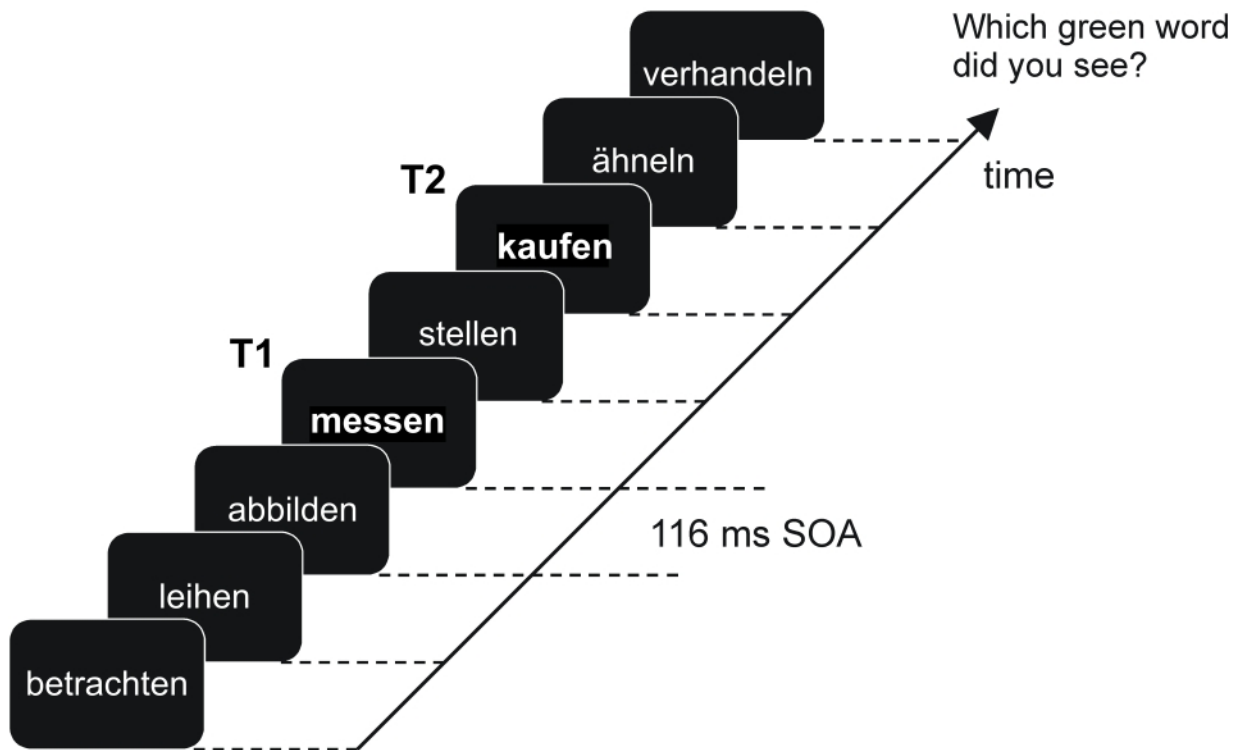 Which green word
did you see?
verhandeln
ähneln
time
T2
kaufen
stellen
T1
messen
abbilden
116 ms SOA
leihen
betrachten